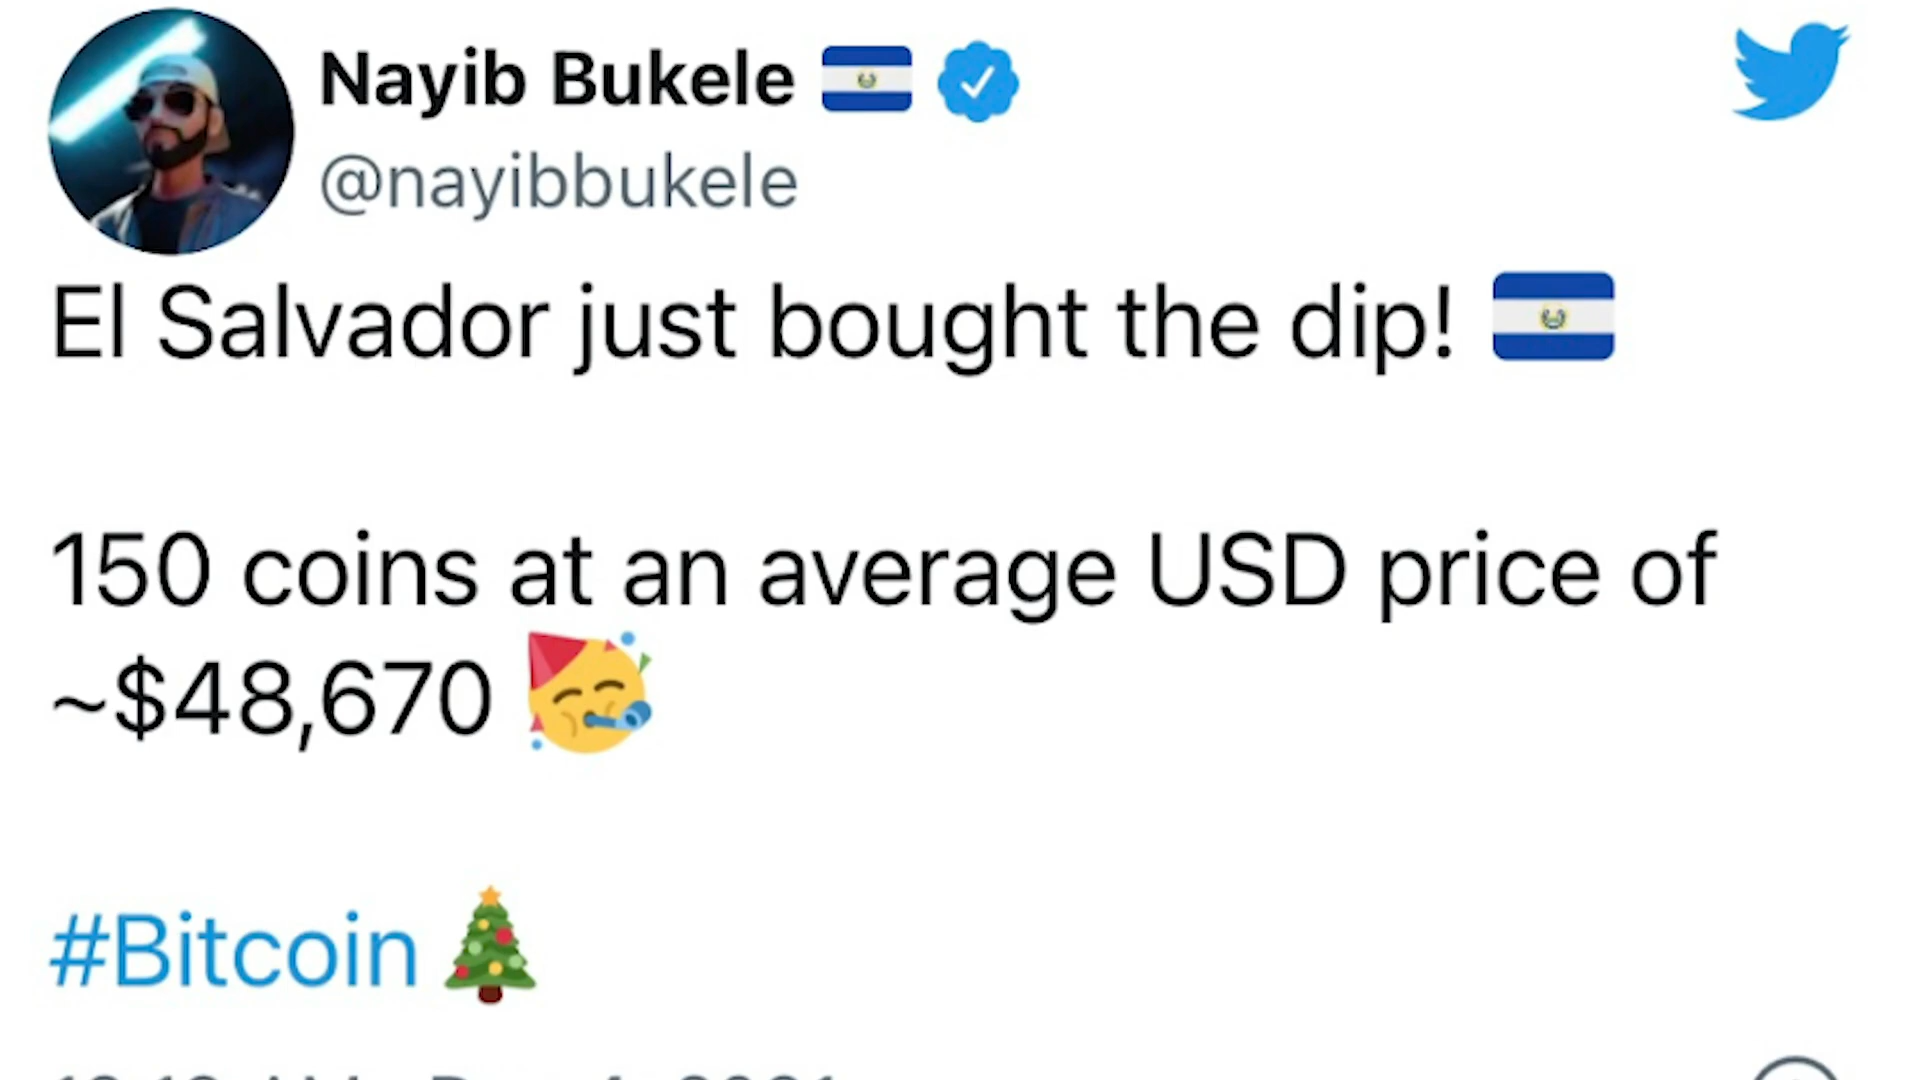 Nayib Bukele 🇸🇻
@nayibbukele
El Salvador just bought the dip! 🇸🇻
150 coins at an average USD price of
~$48,670 🥳
#Bitcoin🎄